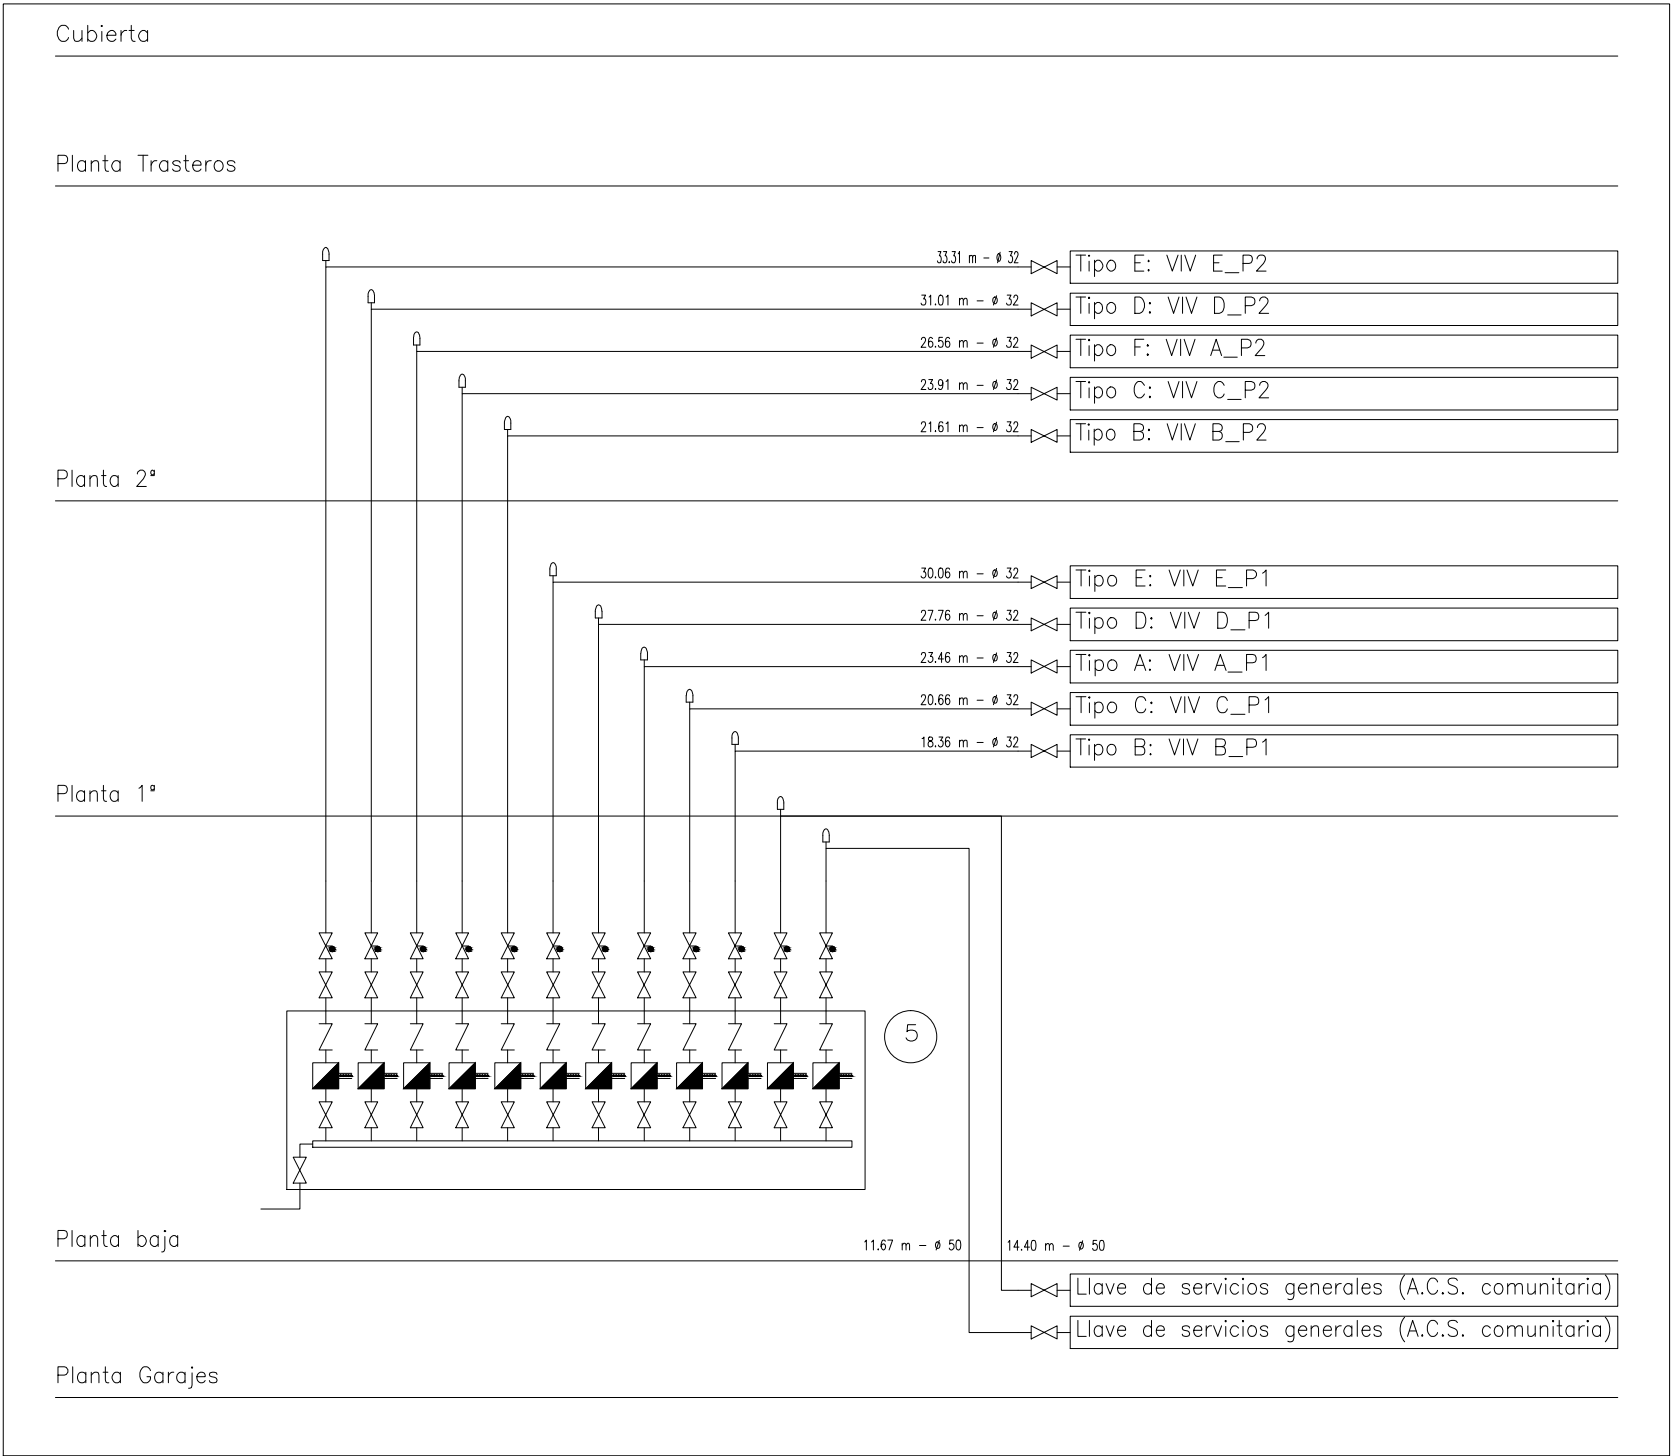 Cubierta
Planta Trasteros
33.31 m - ø 32
Tipo E: VIV E_P2
31.01 m - ø 32
Tipo D: VIV D_P2
26.56 m - ø 32
Tipo F: VIV A_P2
23.91 m - ø 32
Tipo C: VIV C_P2
21.61 m - ø 32
Tipo B: VIV B_P2
Planta 2ª
30.06 m - ø 32
Tipo E: VIV E_P1
27.76 m - ø 32
Tipo D: VIV D_P1
23.46 m - ø 32
Tipo A: VIV A_P1
20.66 m - ø 32
Tipo C: VIV C_P1
18.36 m - ø 32
Tipo B: VIV B_P1
Planta 1ª
5
Planta baja
11.67 m - ø 50
14.40 m - ø 50
Llave de servicios generales (A.C.S. comunitaria)
Llave de servicios generales (A.C.S. comunitaria)
Planta Garajes